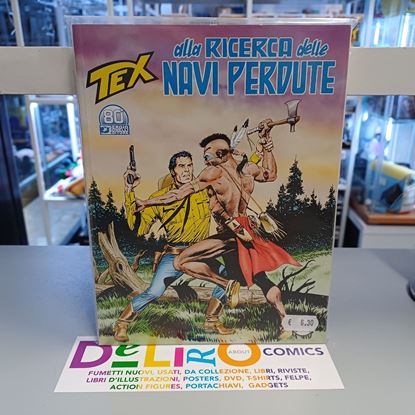 alla RICERCA delle
NAVI PERDUTE
TEX
80
€ 6,30
DeLiRO ABOUT COMICS
FUMETTI NUOVI, USATI, DA COLLEZIONE, LIBRI, RIVISTE,
LIBRI D'ILLUSTRAZIONI, POSTERS, DVD, T-SHIRTS, FELPE,
ACTION FIGURES, PORTACHIAVI, GADGETS